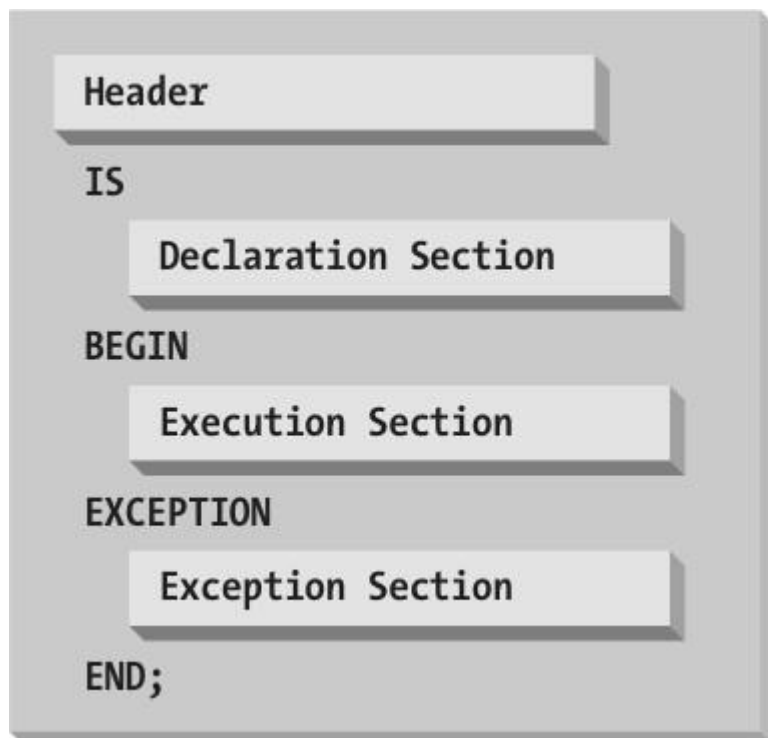 Header
IS
Declaration Section
BEGIN
Execution Section
EXCEPTION
Exception Section
END;